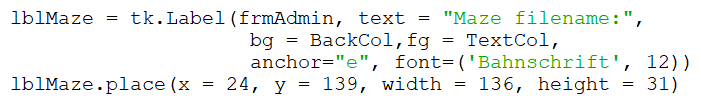 lblMaze = tk.Label(frmAdmin, text = "Maze filename:",
                   bg = BackCol,fg = TextCol,
                   anchor="e", font=('Bahnschrift', 12))
lblMaze.place(x = 24, y = 139, width = 136, height = 31)